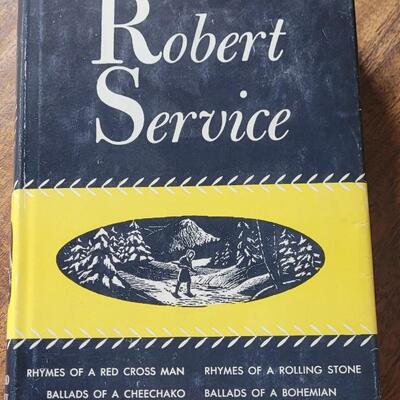 Robert
Service
RHYMES OF A RED CROSS MAN RHYMES OF A ROLLING STONE
BALLADS OF A CHEECHAKO BALLADS OF A BOHEMIAN